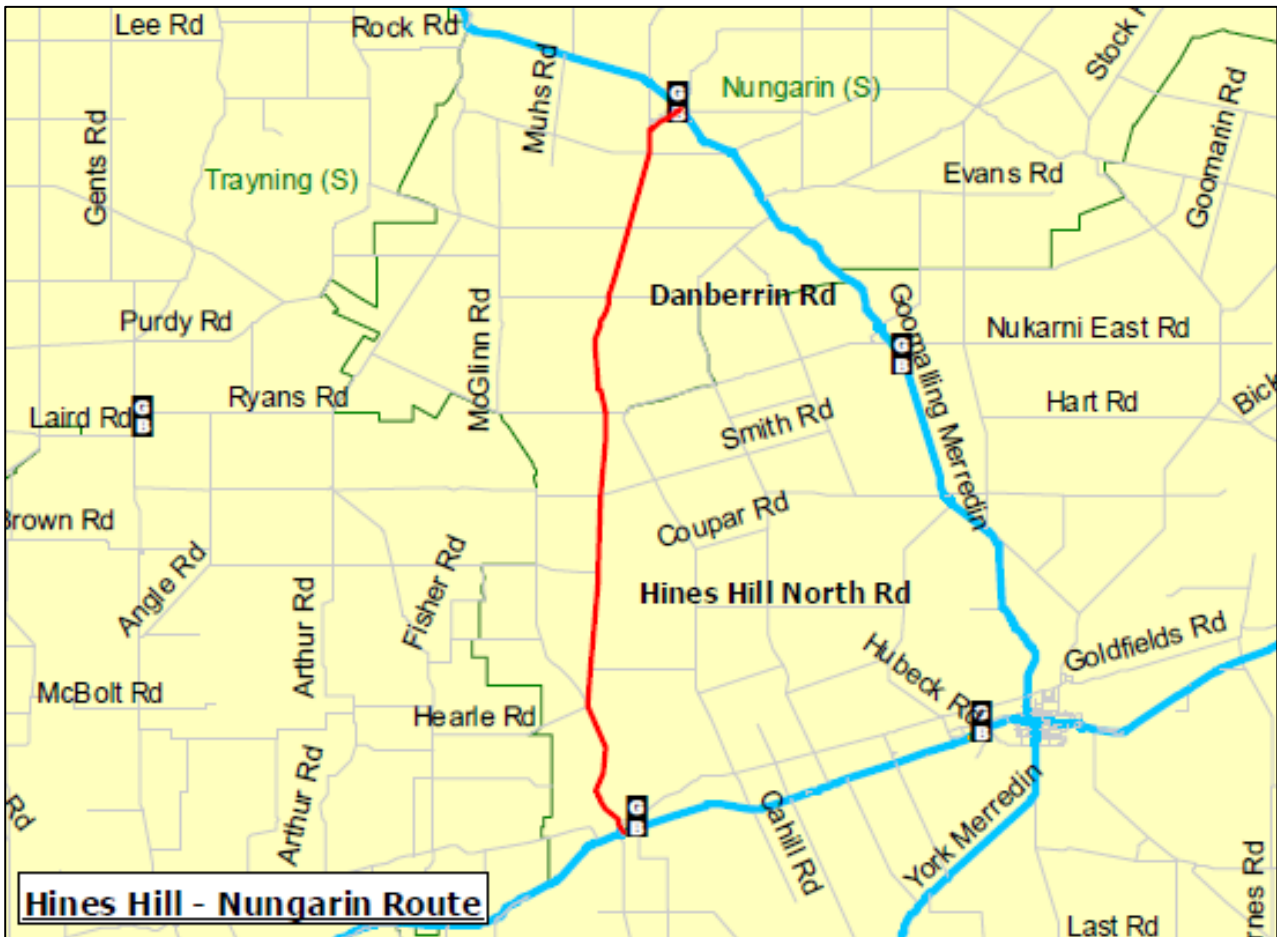 Lee Rd
Rock Rd
Muhs Rd
Nungarin (S)
Stock
Goomarin Rd
Gents Rd
Trayning (S)
Evans Rd
G
Danberrin Rd
Purdy Rd
McGlinn Rd
Goomalling Merredin
Nukarni East Rd
G
B
Laird Rd
G
B
Ryans Rd
Smith Rd
Hart Rd
Bick
Brown Rd
Coupar Rd
Angle Rd
Arthur Rd
Fisher Rd
Hines Hill North Rd
Hubeck Rd
Goldfields Rd
McBolt Rd
Hearle Rd
B
Arthur Rd
Rd
G
B
Cahill Rd
York Merredin
Hines Hill - Nungarin Route
Last Rd
rnes Rd